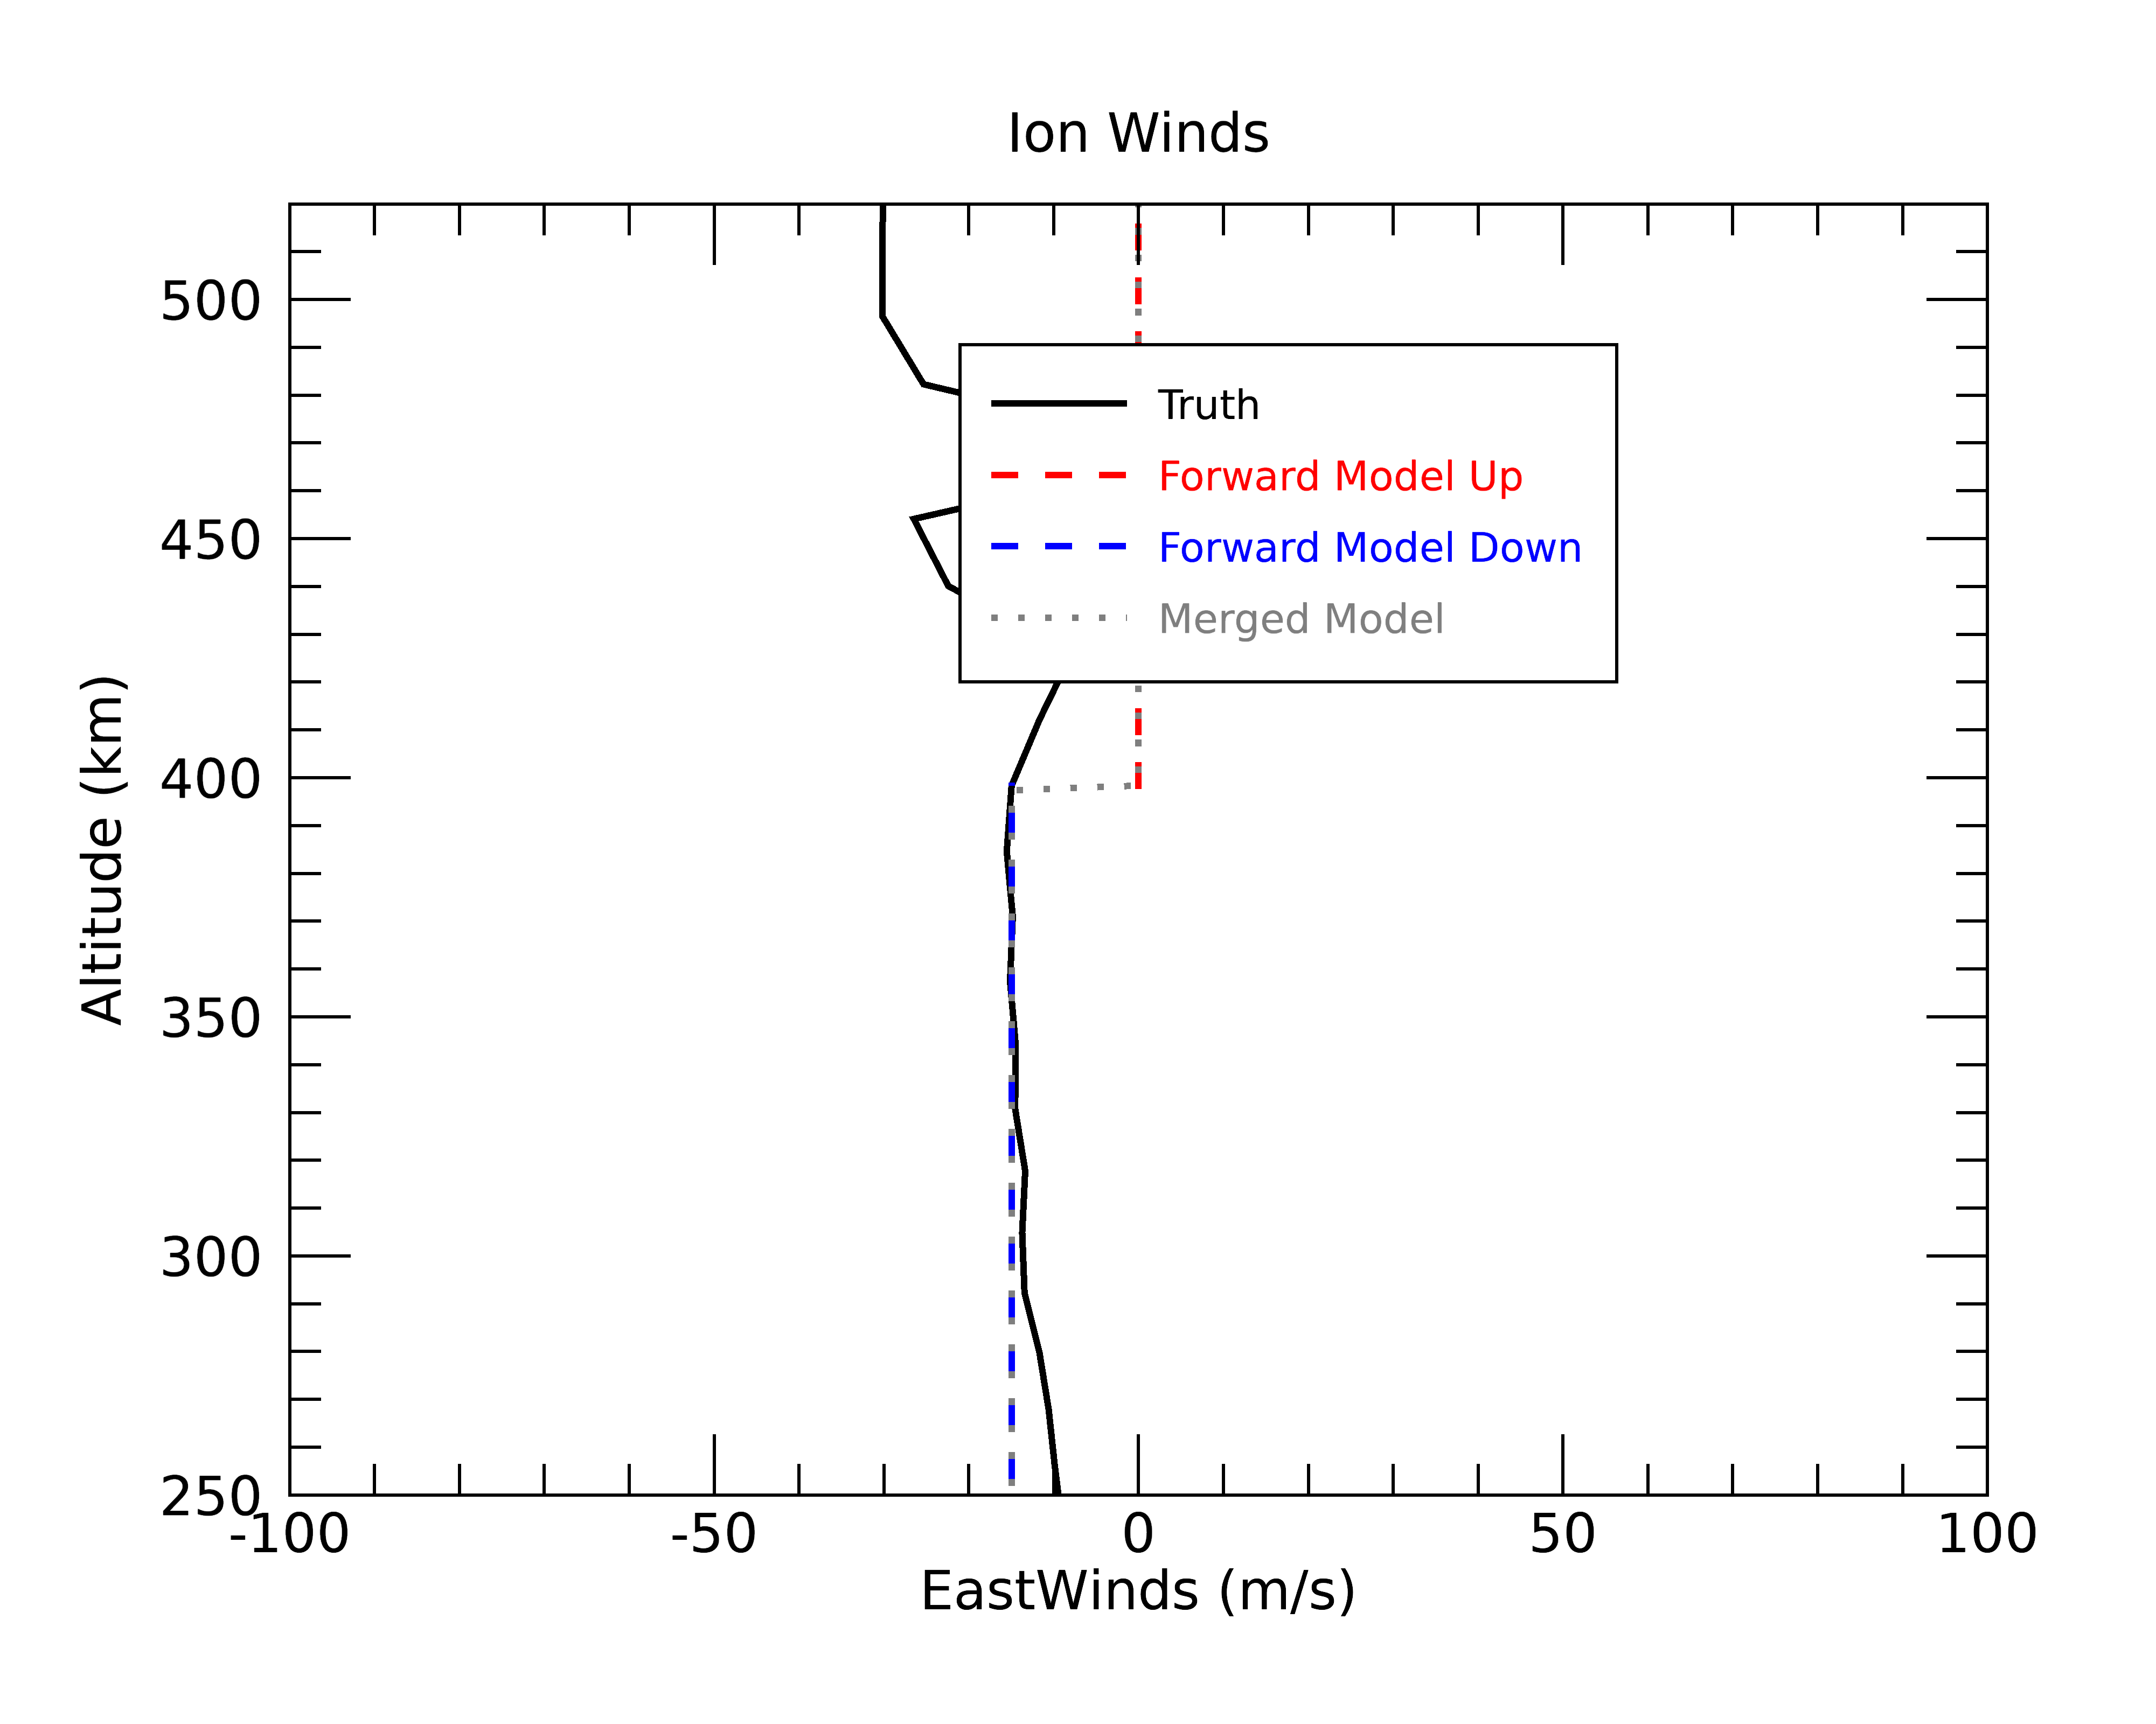 Ion Winds
500
450
400
350
300
250
Altitude (km)
Truth
Forward Model Up
Forward Model Down
Merged Model
-100 -50 0 50 100
EastWinds (m/s)